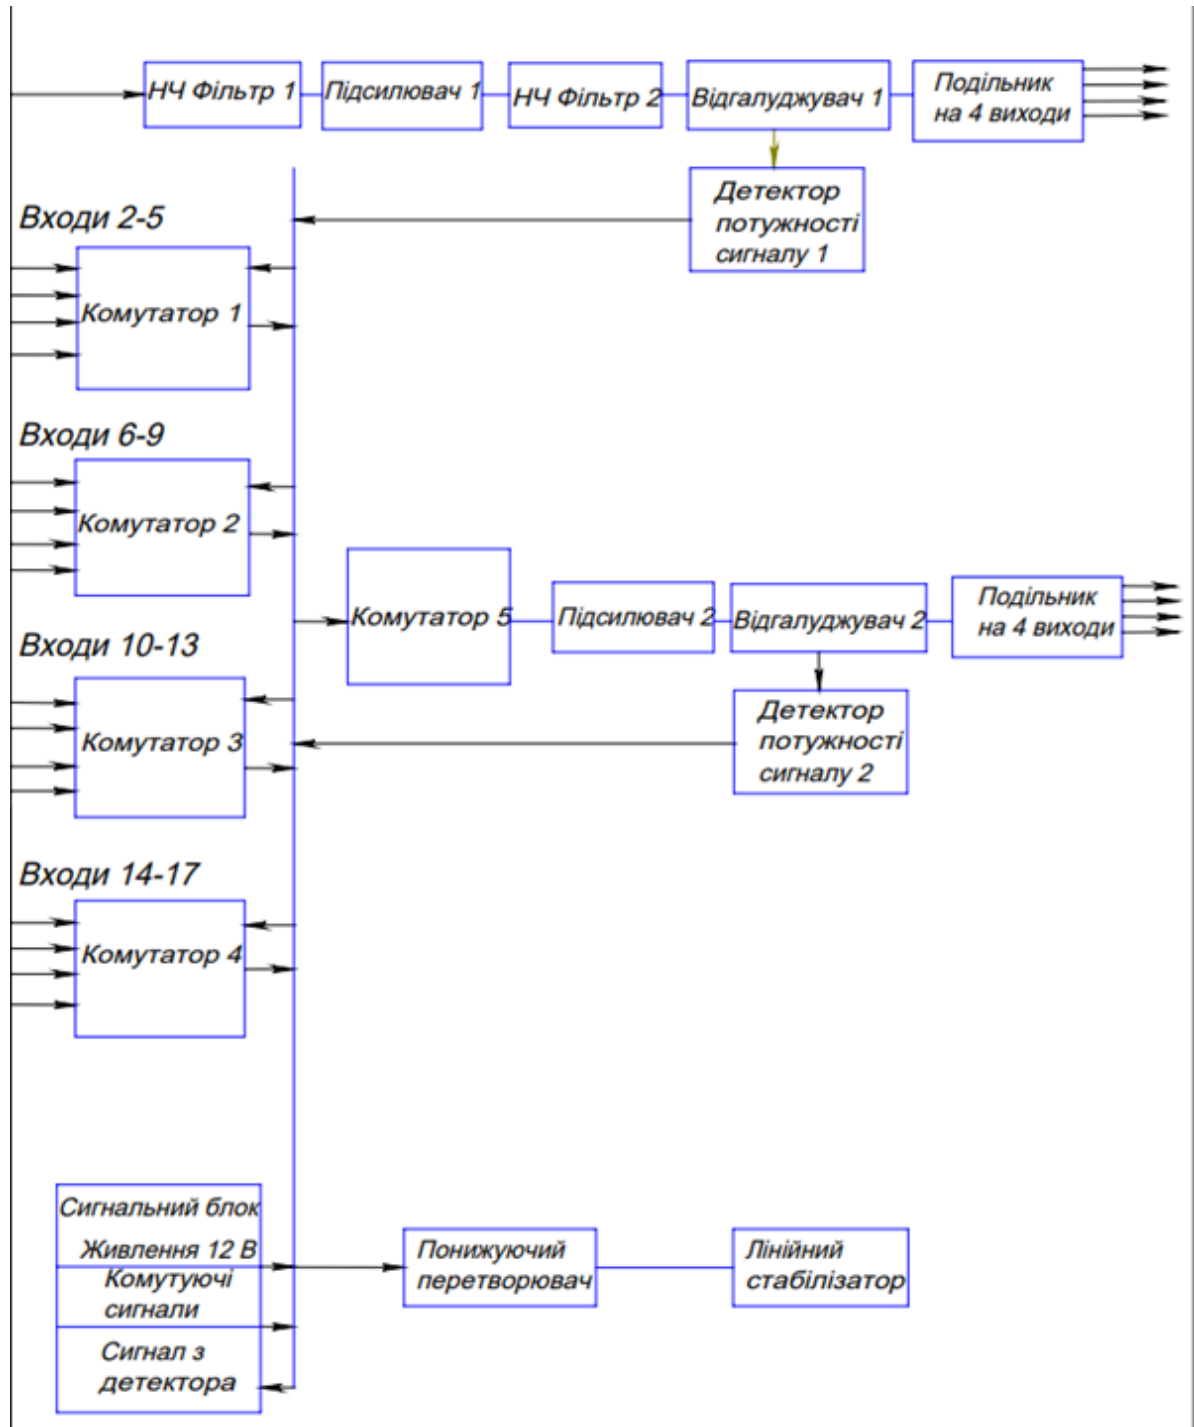 НЧ Фільтр 1
Підсилювач 1
НЧ Фільтр 2
Відгалуджувач 1
Подільник
на 4 виходи
Детектор
потужності
сигналу 1
Входи 2-5
Комутатор 1
Входи 6-9
Комутатор 2
Комутатор 5
Підсилювач 2
Відгалуджувач 2
Подільник
на 4 виходи
Входи 10-13
Комутатор 3
Детектор
потужності
сигналу 2
Входи 14-17
Комутатор 4
Сигнальний блок
Живлення 12 В
Комутуючі
сигнали
Сигнал з
детектора
Понижуючий
перетворювач
Лінійний
стабілізатор